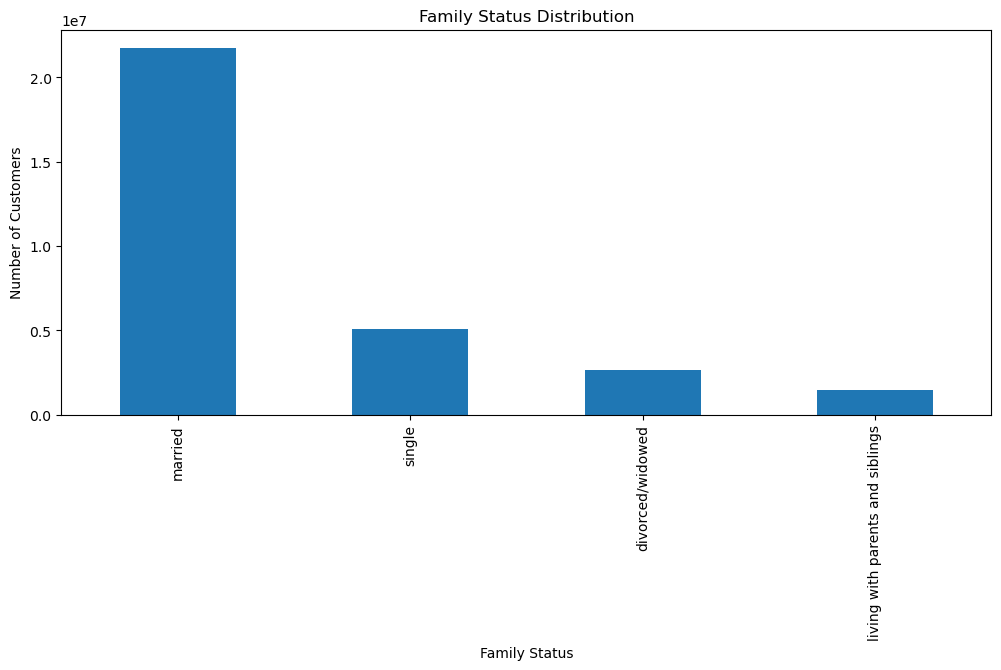 Family Status Distribution
1e7
Number of Customers
2.0
1.5
1.0
0.5
0.0
married
single
divorced/widowed
living with parents and siblings
Family Status